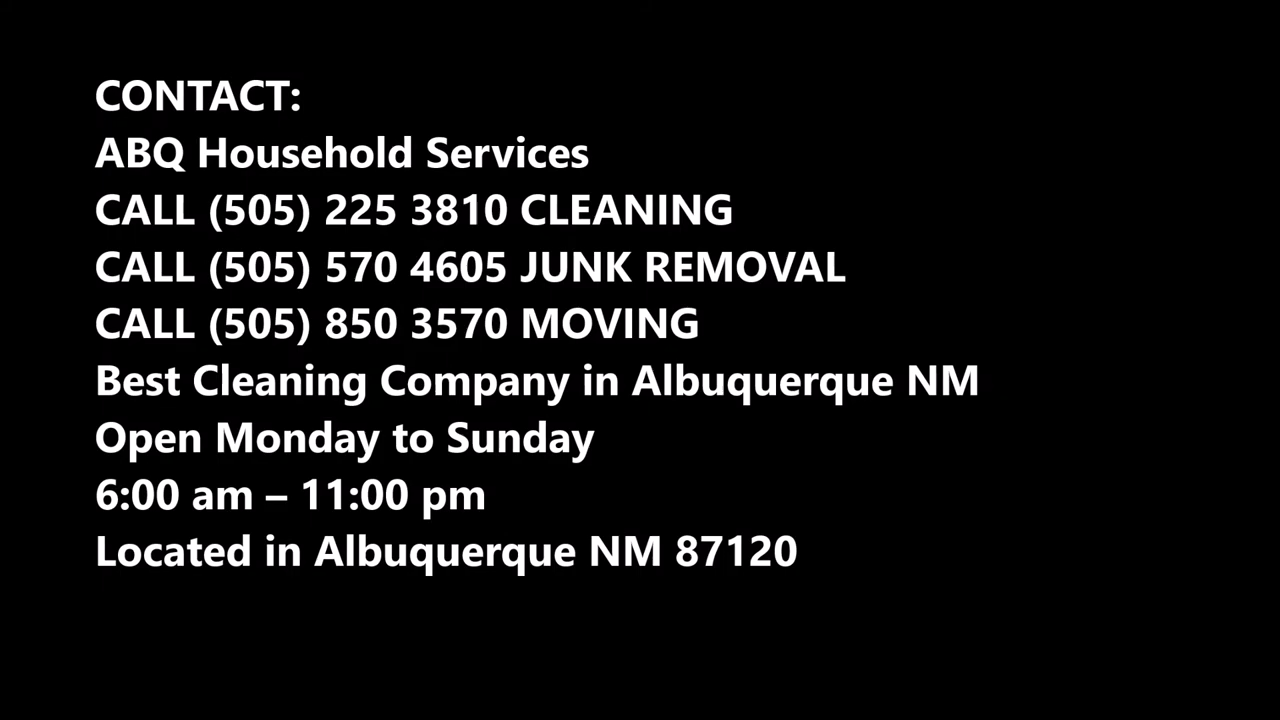 CONTACT:
ABQ Household Services
CALL (505) 225 3810 CLEANING
CALL (505) 570 4605 JUNK REMOVAL
CALL (505) 850 3570 MOVING
Best Cleaning Company in Albuquerque NM
Open Monday to Sunday
6:00 am – 11:00 pm
Located in Albuquerque NM 87120